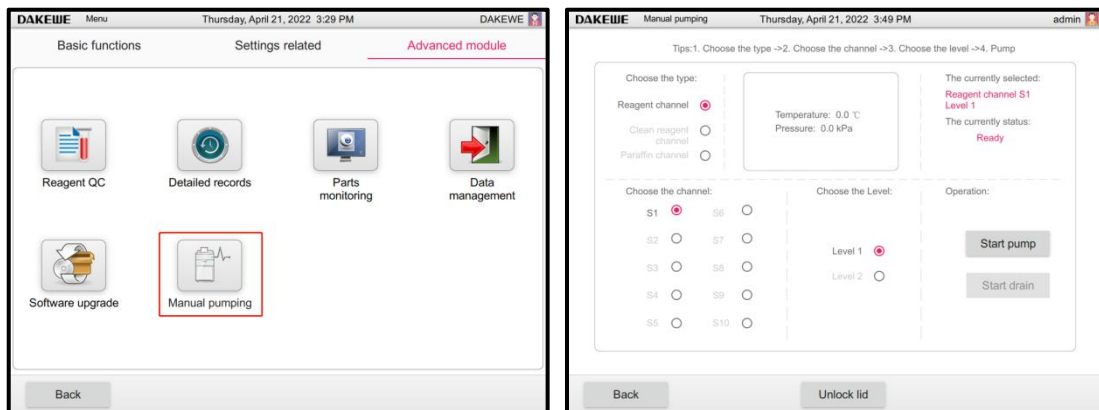 DAKEWE Menu Thursday, April 21, 2022 3:29 PM DAKEWE
Basic functions Settings related Advanced module
Reagent QC Detailed records Parts monitoring Data management
Software upgrade Manual pumping
Back
DAKEWE Manual pumping Thursday, April 21, 2022 3:49 PM admin
Tips:1. Choose the type ->2. Choose the channel ->3. Choose the level ->4. Pump
Choose the type:
Reagent channel
Clean reagent
channel
Paraffin channel
Temperature: 0.0 ℃
Pressure: 0.0 kPa
The currently selected:
Reagent channel S1
Level 1
The currently status:
Ready
Choose the channel:
S1 S6
S2 S7
S3 S8
S4 S9
S5 S10
Choose the Level:
Level 1
Level 2
Operation:
Start pump
Start drain
Back Unlock lid